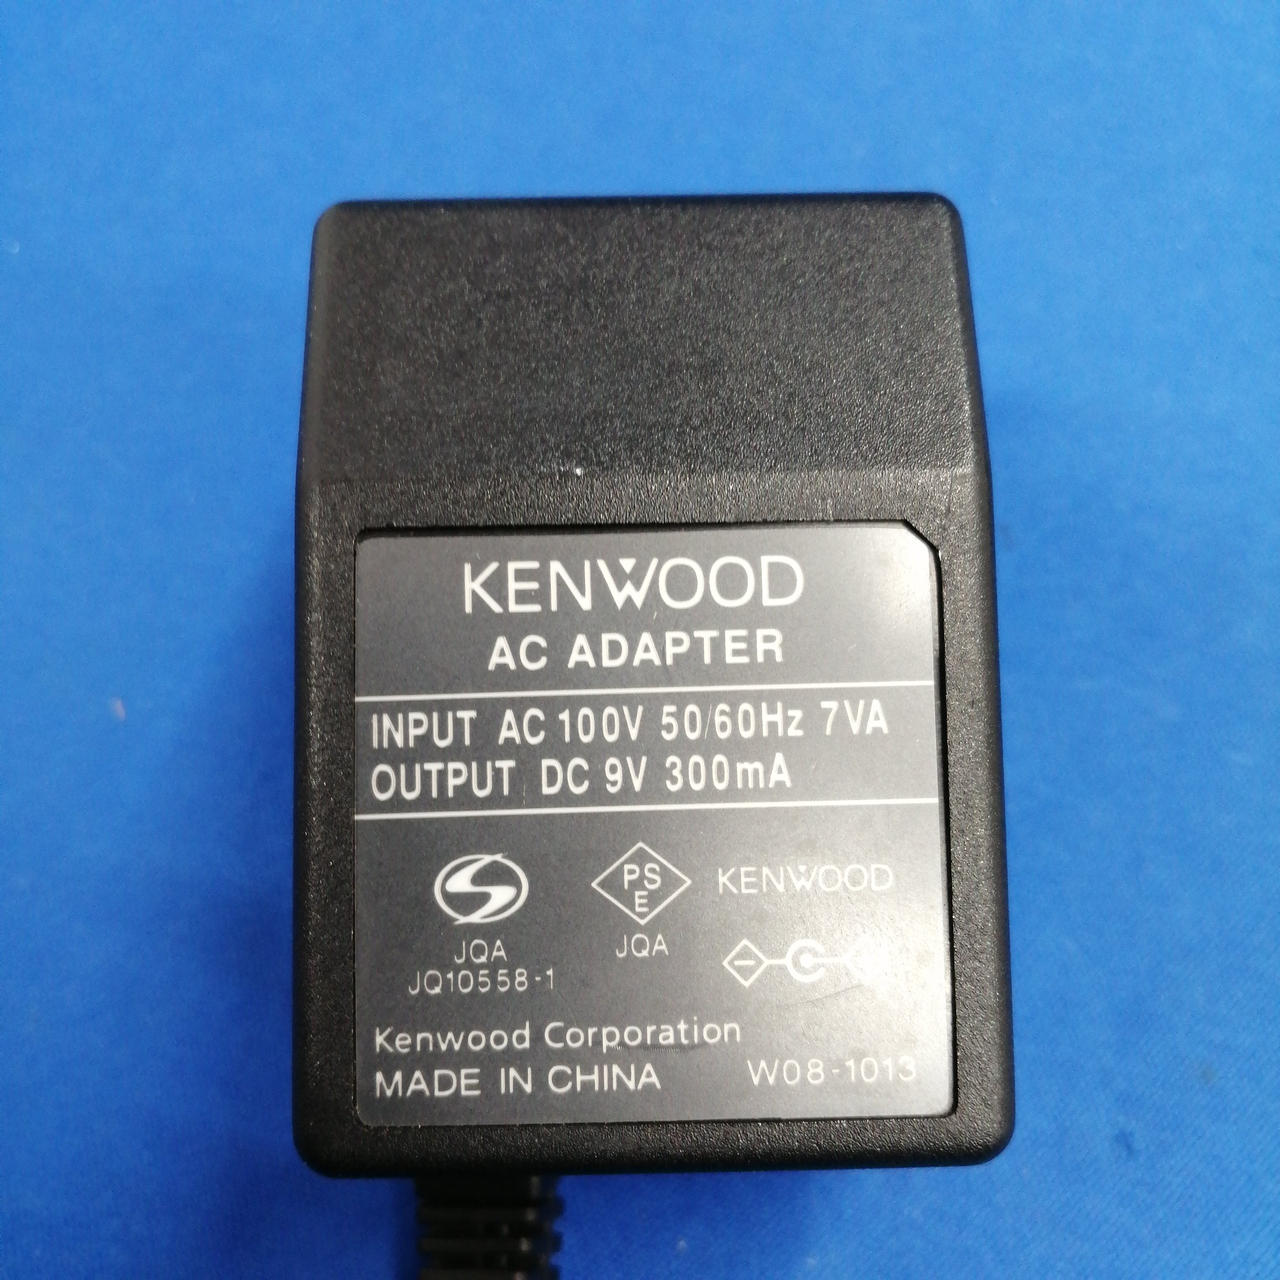 KENWOOD
AC ADAPTER
INPUT AC 100V 50/60Hz 7VA
OUTPUT DC 9V 300mA
PS
E
KENWOOD
JQA
JQA
JQ10558-1
Kenwood Corporation
MADE IN CHINA
W08-1013